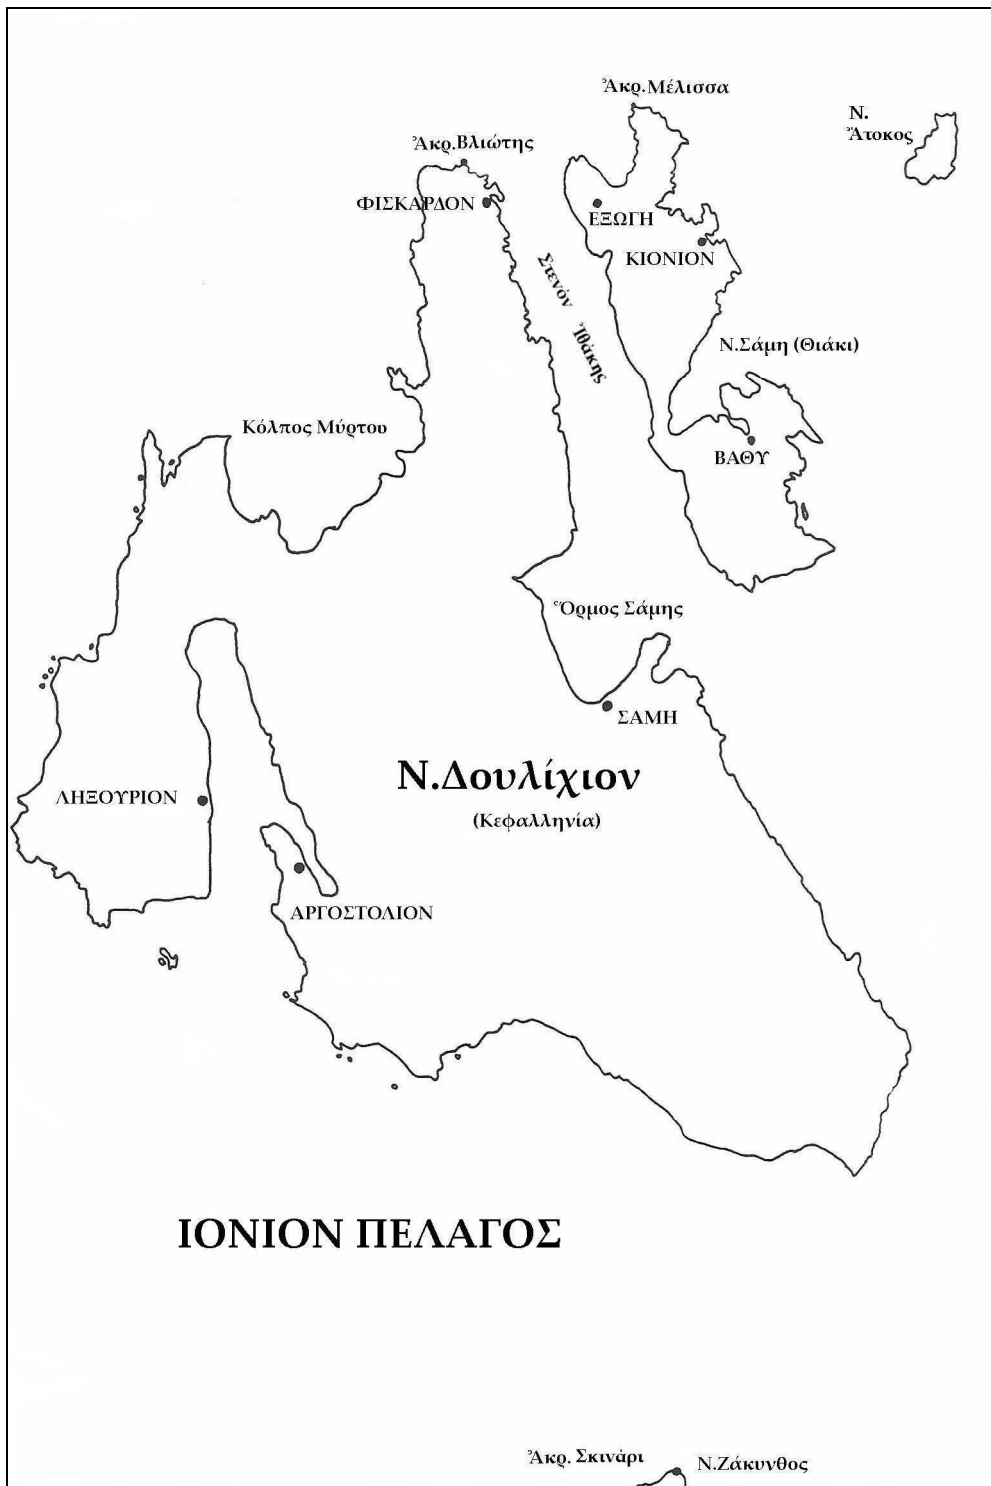 Ἀκρ.Μέλισσα
Ν.
Ἄτοκος
Ἀκρ.Βλιώτης
ΦΙΣΚΑΡΔΟΝ
ΕΞΩΓΗ
ΚΙΟΝΙΟΝ
Στενόν Ἰθάκης
Ν.Σάμη (Θιάκι)
Κόλπος Μύρτου
ΒΑΘΥ
Ὅρμος Σάμης
ΣΑΜΗ
Ν.Δουλίχιον
(Κεφαλληνία)
ΛΗΞΟΥΡΙΟΝ
ΑΡΓΟΣΤΟΛΙΟΝ
ΙΟΝΙΟΝ ΠΕΛΑΓΟΣ
Ἀκρ. Σκινάρι
Ν.Ζάκυνθος